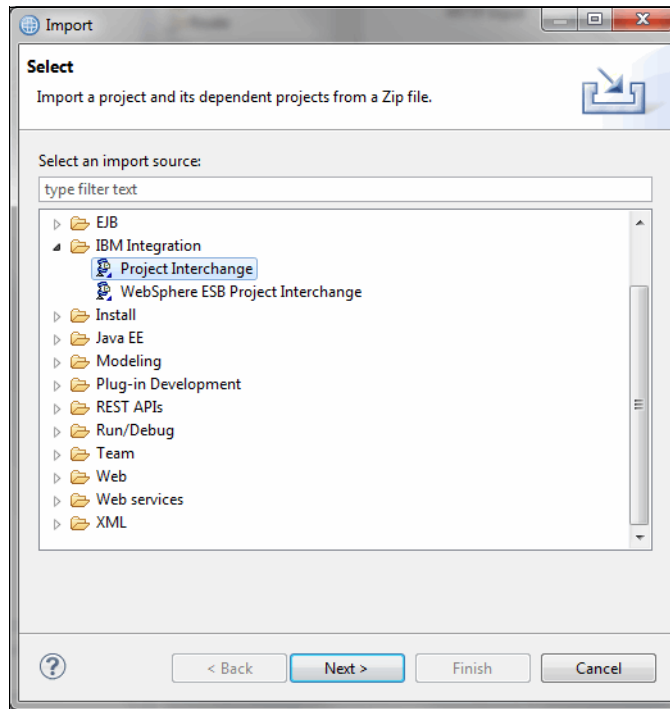 Import
Select
Import a project and its dependent projects from a Zip file.
Select an import source:
type filter text
EJB
IBM Integration
Project Interchange
WebSphere ESB Project Interchange
Install
Java EE
Modeling
Plug-in Development
REST APIs
Run/Debug
Team
Web
Web services
XML
? < Back Next > Finish Cancel